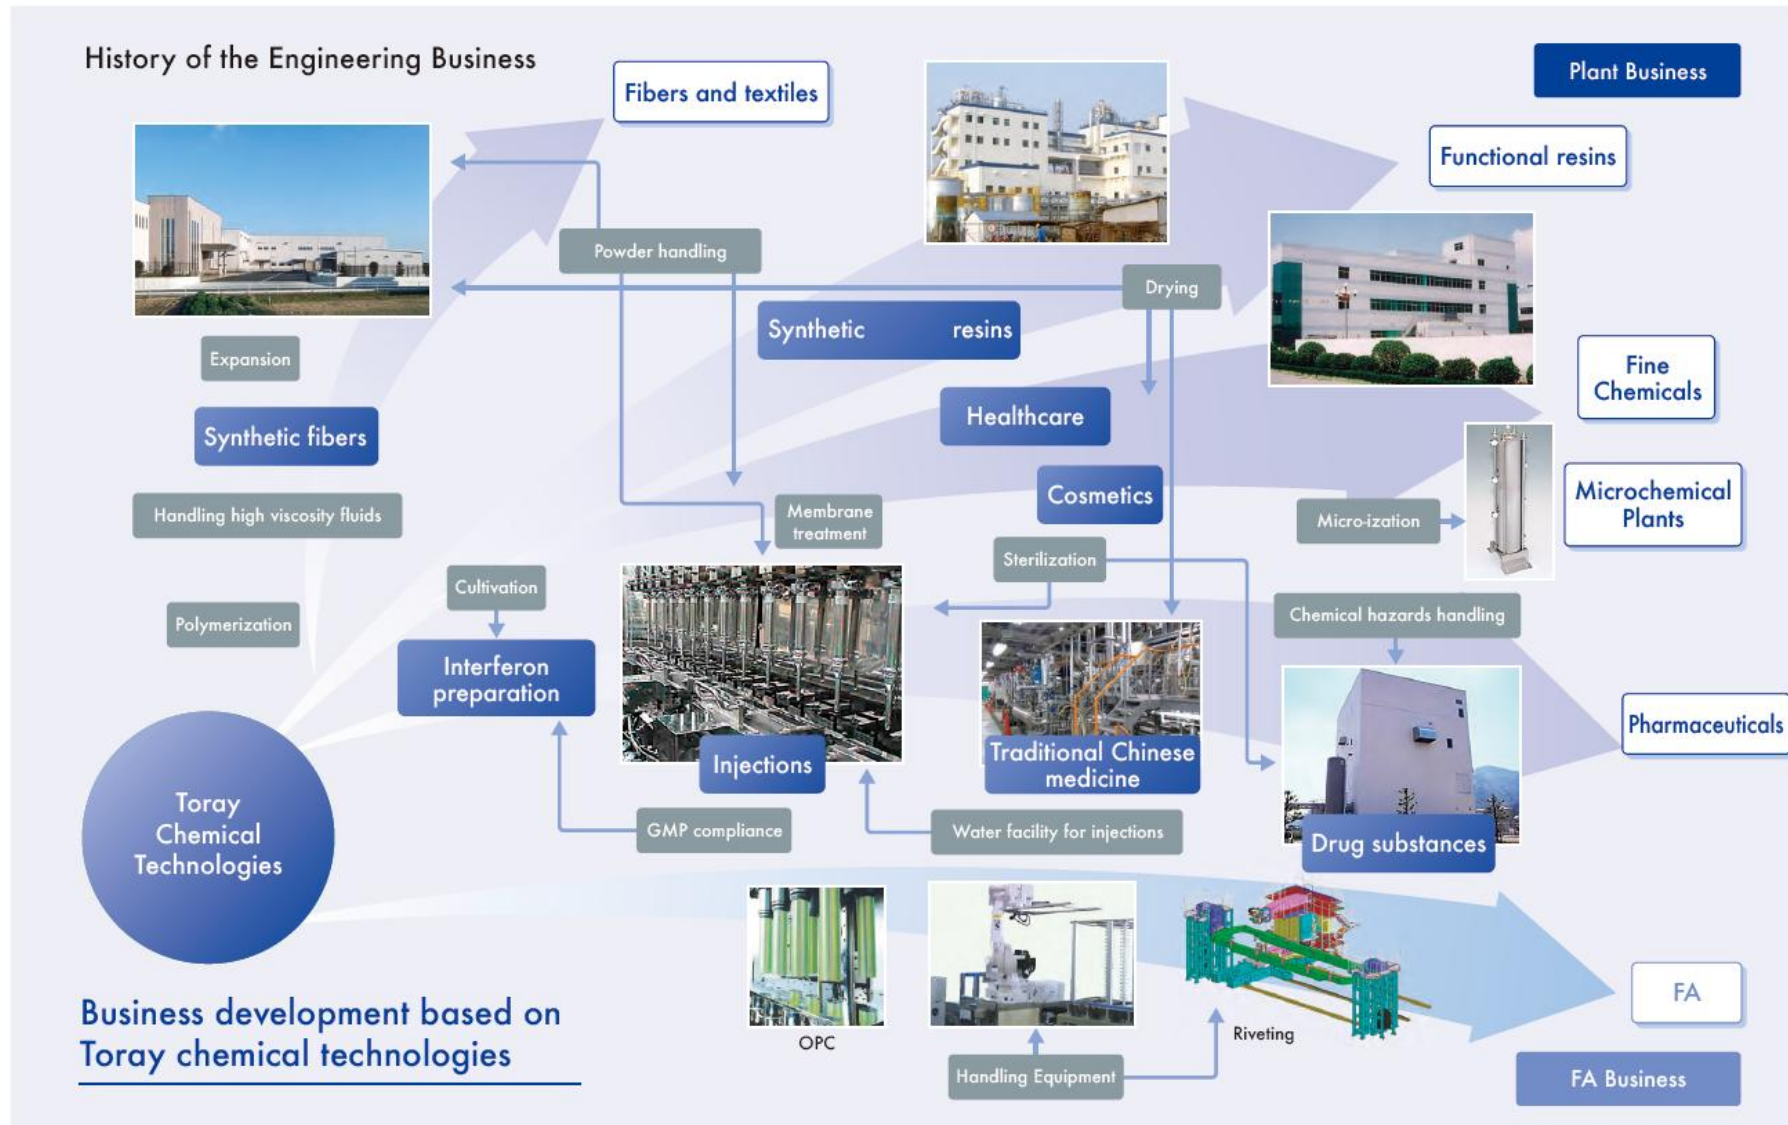 History of the Engineering Business
Fibers and textiles
Plant Business
Functional resins
Powder handling
Drying
Synthetic resins
Expansion
Fine
Chemicals
Healthcare
Synthetic fibers
Cosmetics
Microchemical
Plants
Handling high viscosity fluids
Membrane
treatment
Micro-ization
Sterilization
Cultivation
Chemical hazards handling
Polymerization
Interferon
preparation
Pharmaceuticals
Injections
Traditional Chinese
medicine
Toray
Chemical
Technologies
GMP compliance
Water facility for injections
Drug substances
Business development based on
Toray chemical technologies
OPC
Riveting
FA
Handling Equipment
FA Business